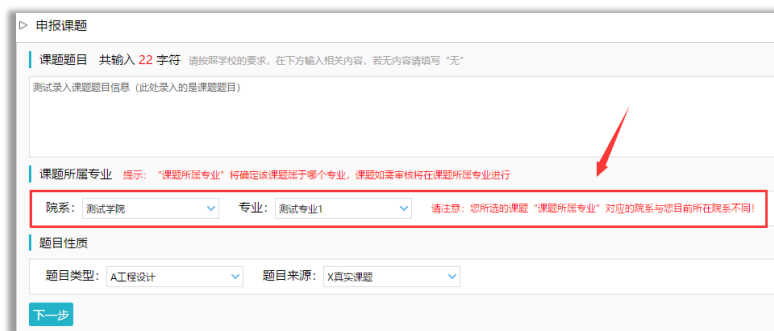 申报课题
课题题目 共输入 22 字符 请按照学校的要求，在下方输入相关内容，若无内容请填写“无”
测试录入课题题目信息（此处录入的是课题题目）
课题所属专业 提示：“课题所属专业”将确定该课题属于哪个专业，课题如需审核将在课题所属专业进行
院系：测试学院 专业：测试专业1 请注意：您所选的课题“课题所属专业”对应的院系与您目前所在院系不同！
题目性质
题目类型：A工程设计 题目来源：X真实课题
下一步